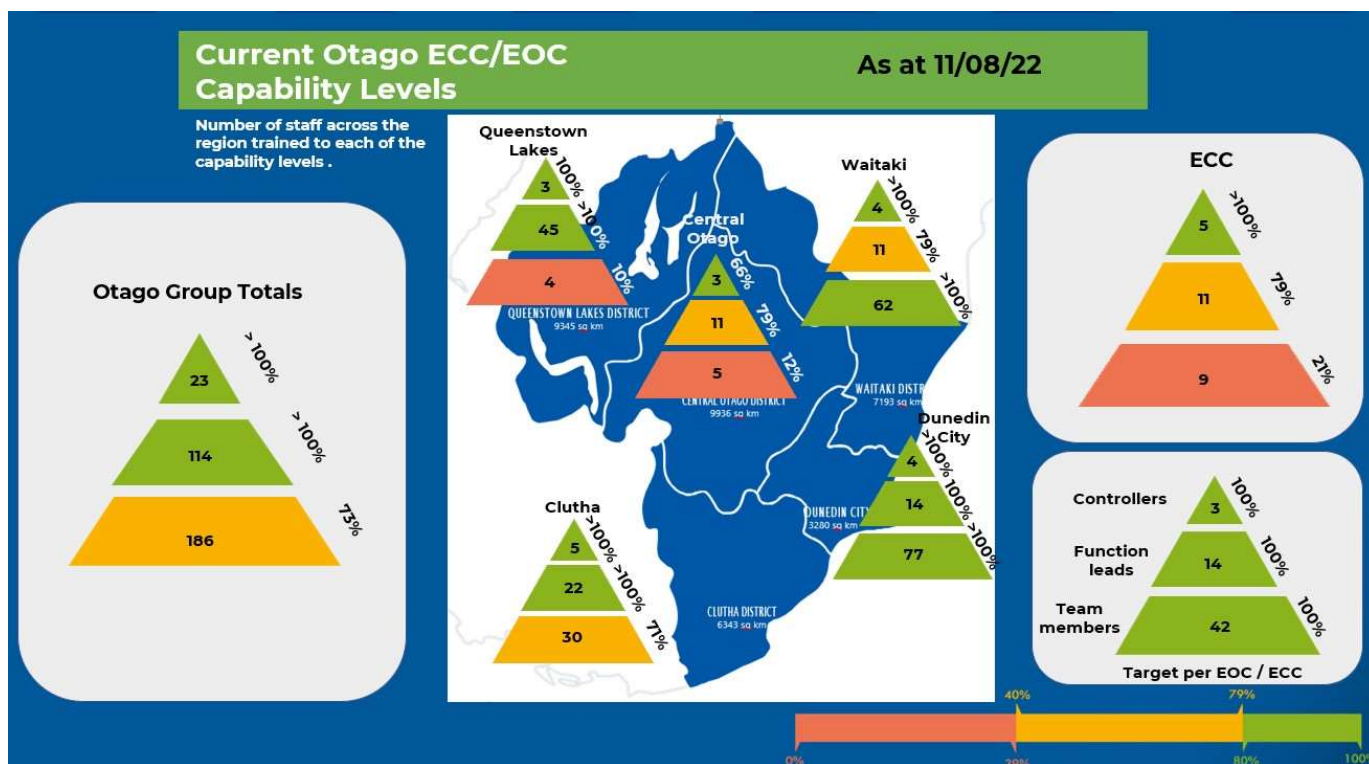 Current Otago ECC/EOC
Capability Levels
As at 11/08/22
Number of staff across the
region trained to each of the
capability levels .
Otago Group Totals
23
> 100%
114
> 100%
186
73%
Queenstown
Lakes
3
100%
45
>100%
4
10%
QUEENSTOWN LAKES DISTRICT
9345 sq km
Central
Otago
3
66%
11
79%
5
12%
CENTRAL OTAGO DISTRICT
9936 sq km
Waitaki
4
>100%
11
79%
62
>100%
WAITAKI DISTRI
7193 sq km
Dunedin
City
4
>100%
14
100%
77
>100%
DUNEDIN CITY
3280 sq km
Clutha
5
>100%
22
>100%
30
71%
CLUTHA DISTRICT
6343 sq km
ECC
5
>100%
11
79%
9
21%
Controllers
3
100%
Function
leads
14
100%
Team
members
42
100%
Target per EOC / ECC
40%
79%
0%
39%
80%
100%